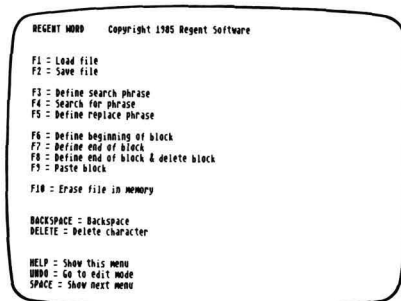 REGENT WORD Copyright 1985 Regent Software
F1 = Load file
F2 = Save file
F3 = Define search phrase
F4 = Search for phrase
F5 = Define replace phrase
F6 = Define beginning of block
F7 = Define end of block
F8 = Define end of block & delete block
F9 = Paste block
F10 = Erase file in memory
BACKSPACE = Backspace
DELETE = Delete character
HELP = Show this menu
UNDO = Go to edit mode
SPACE = Show next menu